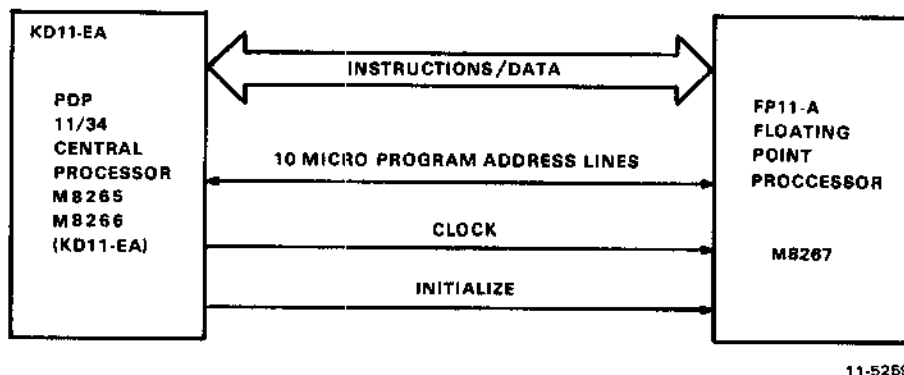 KD11-EA
PDP
11/34
CENTRAL
PROCESSOR
M8265
M8266
(KD11-EA)
INSTRUCTIONS/DATA
10 MICRO PROGRAM ADDRESS LINES
CLOCK
INITIALIZE
FP11-A
FLOATING
POINT
PROCCESSOR
M8267
11-5259